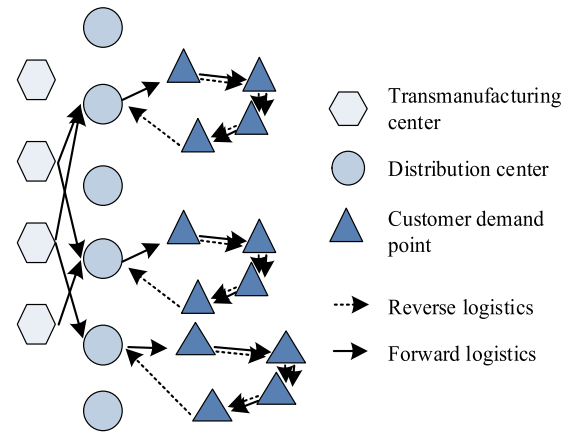 Transmanufacturing
center
Distribution center
Customer demand
point
Reverse logistics
Forward logistics